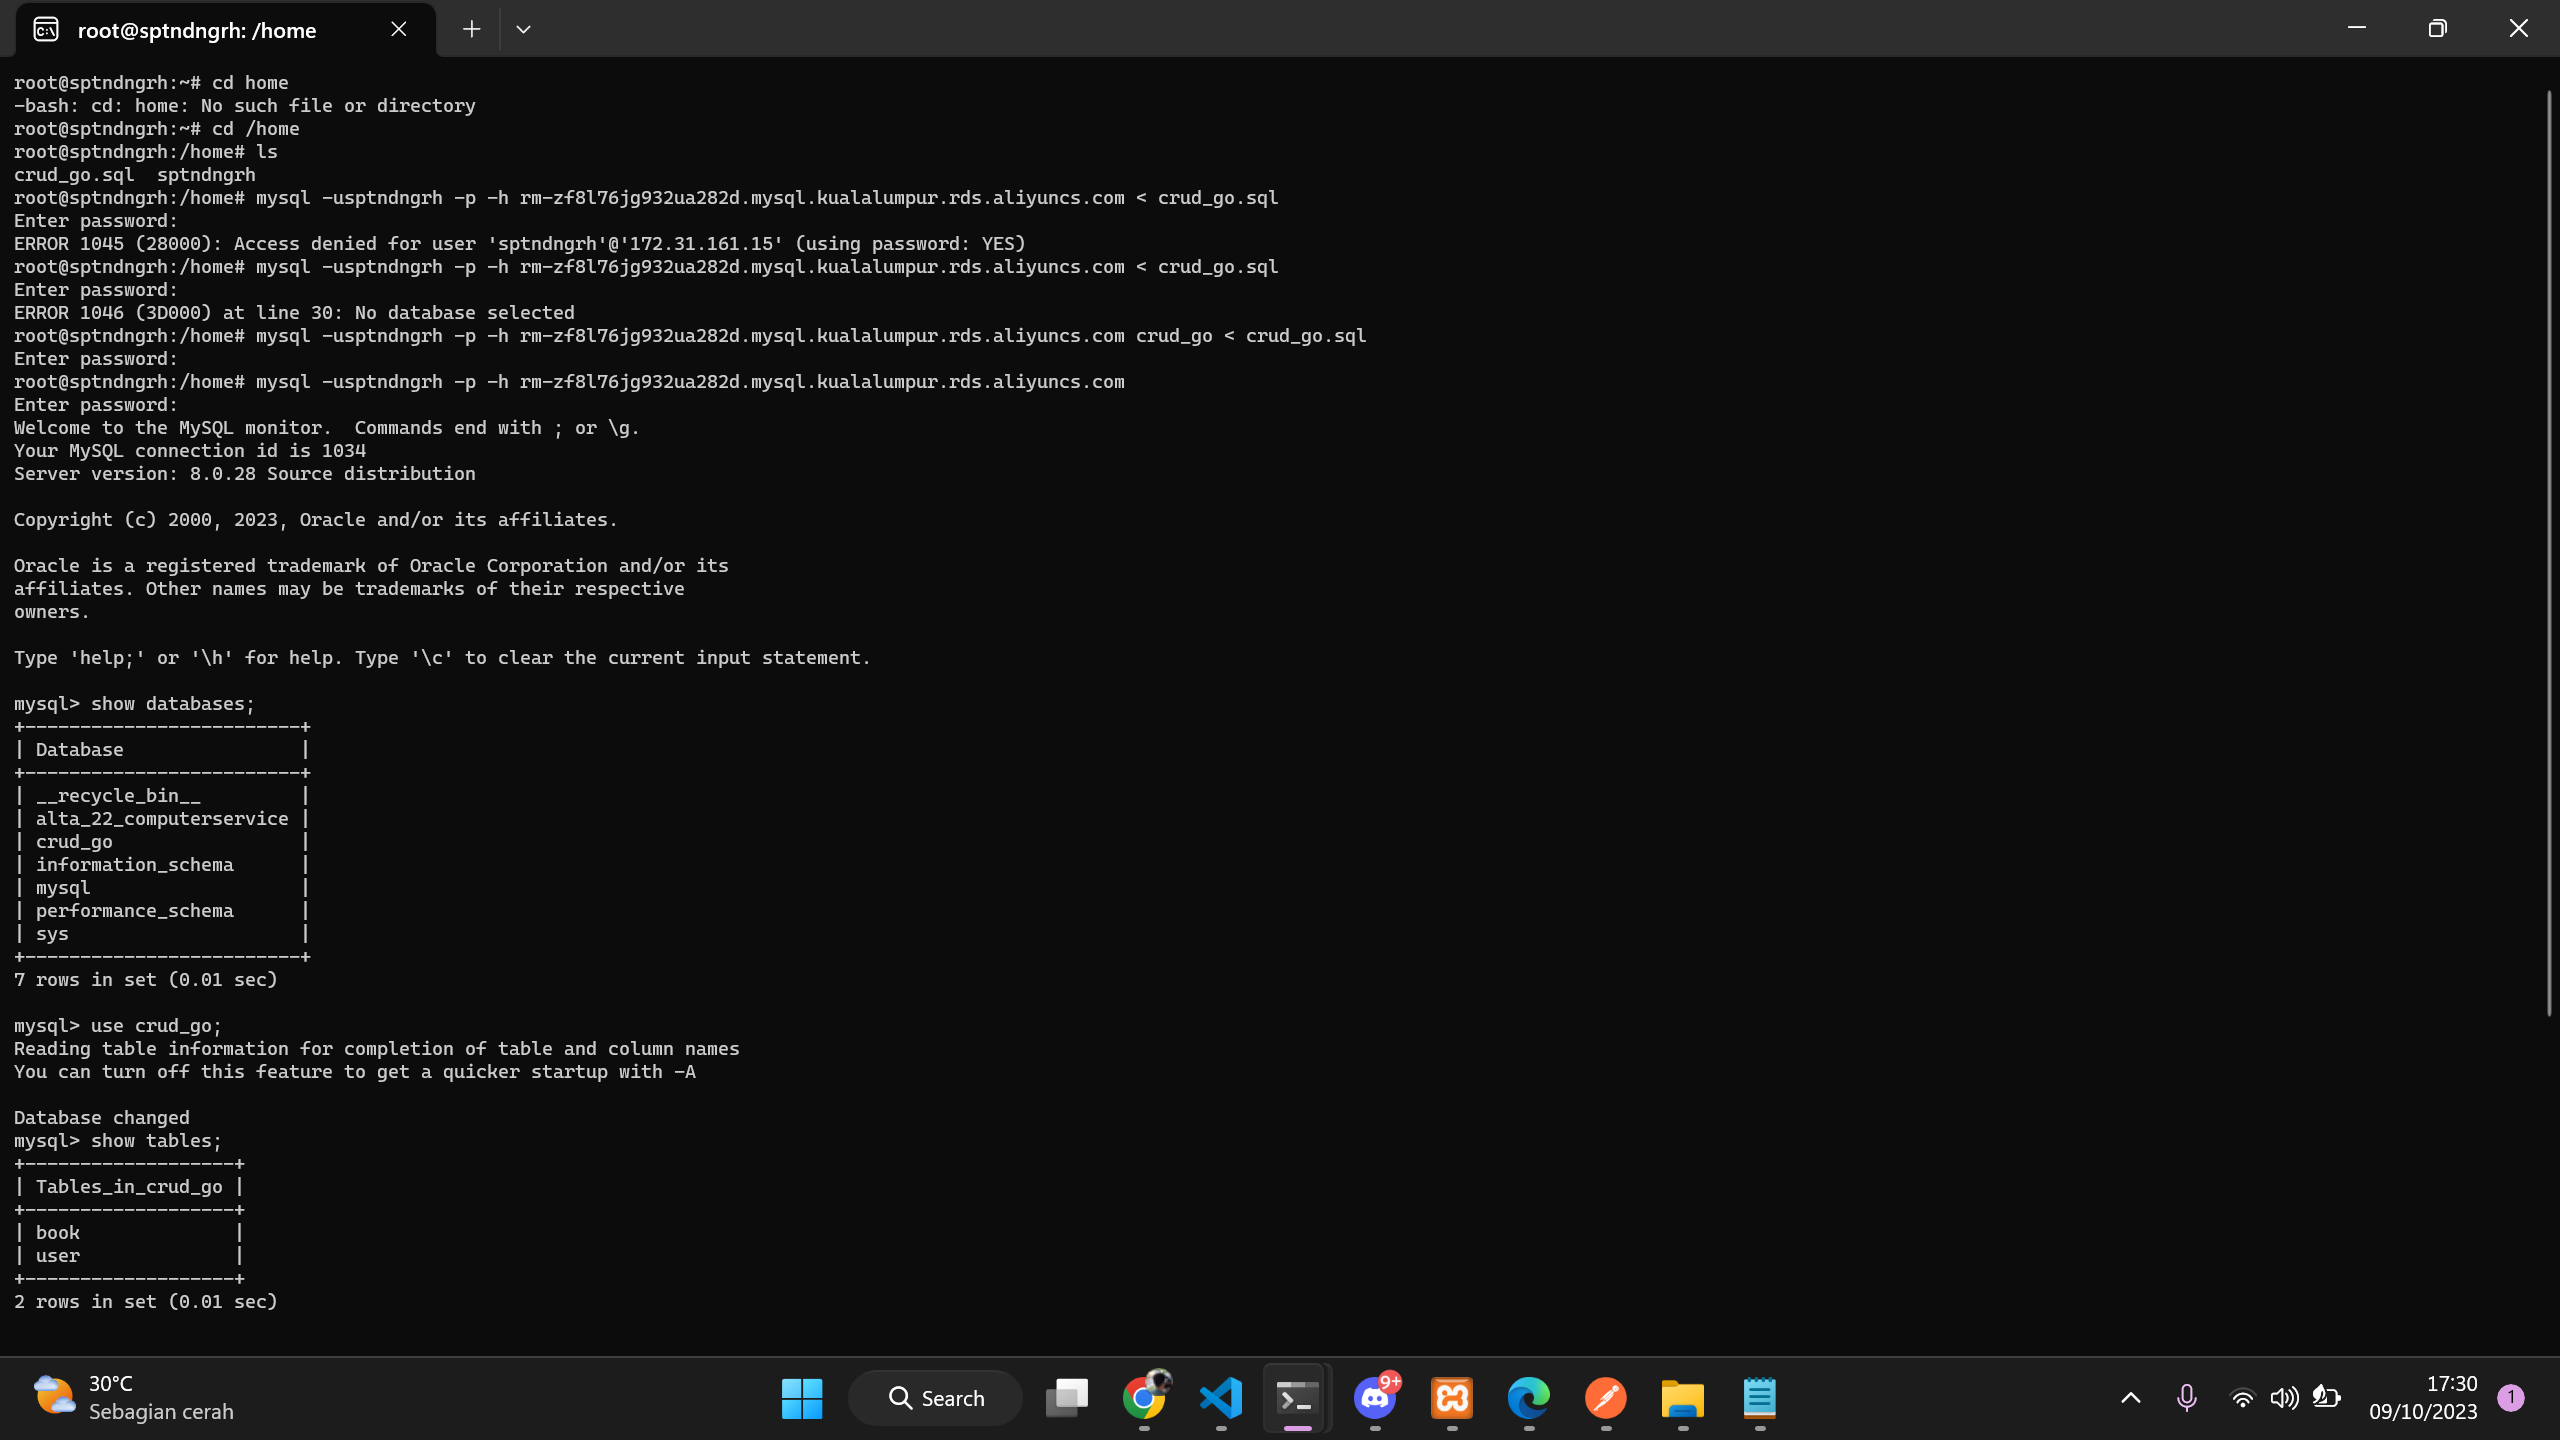 root@sptndngrh: /home
root@sptndngrh:~# cd home
-bash: cd: home: No such file or directory
root@sptndngrh:~# cd /home
root@sptndngrh:/home# ls
crud_go.sql  sptndngrh
root@sptndngrh:/home# mysql -usptndngrh -p -h rm-zf8l76jg932ua282d.mysql.kualalumpur.rds.aliyuncs.com < crud_go.sql
Enter password:
ERROR 1045 (28000): Access denied for user 'sptndngrh'@'172.31.161.15' (using password: YES)
root@sptndngrh:/home# mysql -usptndngrh -p -h rm-zf8l76jg932ua282d.mysql.kualalumpur.rds.aliyuncs.com < crud_go.sql
Enter password:
ERROR 1046 (3D000) at line 30: No database selected
root@sptndngrh:/home# mysql -usptndngrh -p -h rm-zf8l76jg932ua282d.mysql.kualalumpur.rds.aliyuncs.com crud_go < crud_go.sql
Enter password:
root@sptndngrh:/home# mysql -usptndngrh -p -h rm-zf8l76jg932ua282d.mysql.kualalumpur.rds.aliyuncs.com
Enter password:
Welcome to the MySQL monitor.  Commands end with ; or \g.
Your MySQL connection id is 1034
Server version: 8.0.28 Source distribution
Copyright (c) 2000, 2023, Oracle and/or its affiliates.
Oracle is a registered trademark of Oracle Corporation and/or its
affiliates. Other names may be trademarks of their respective
owners.
Type 'help;' or '\h' for help. Type '\c' to clear the current input statement.
mysql> show databases;
+-------------------------+
| Database                |
+-------------------------+
| __recycle_bin__         |
| alta_22_computerservice |
| crud_go                 |
| information_schema      |
| mysql                   |
| performance_schema      |
| sys                     |
+-------------------------+
7 rows in set (0.01 sec)
mysql> use crud_go;
Reading table information for completion of table and column names
You can turn off this feature to get a quicker startup with -A
Database changed
mysql> show tables;
+-------------------+
| Tables_in_crud_go |
+-------------------+
| book              |
| user              |
+-------------------+
2 rows in set (0.01 sec)
30°C
Sebagian cerah
Search
9+
17:30
09/10/2023
1